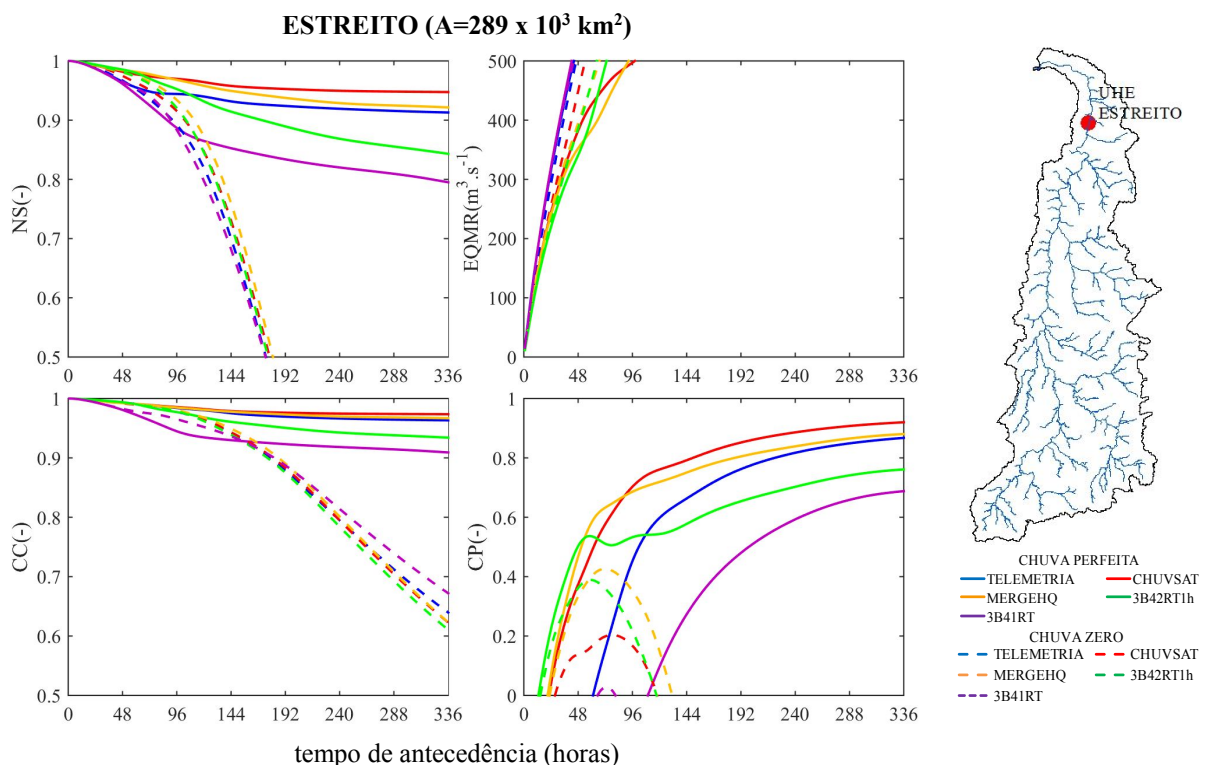 ESTREITO (A=289 x 10³ km²)
NS(-)
1
0.9
0.8
0.7
0.6
0.5
0 48 96 144 192 240 288 336
EQMR(m³.s⁻¹)
500
400
300
200
100
0
0 48 96 144 192 240 288 336
CC(-)
1
0.9
0.8
0.7
0.6
0.5
0 48 96 144 192 240 288 336
CP(-)
1
0.8
0.6
0.4
0.2
0
0 48 96 144 192 240 288 336
tempo de antecedência (horas)
UHE
ESTREITO
CHUVA PERFEITA
TELEMETRIA CHUVSAT
MERGEHQ 3B42RT1h
3B41RT
CHUVA ZERO
TELEMETRIA CHUVSAT
MERGEHQ 3B42RT1h
3B41RT